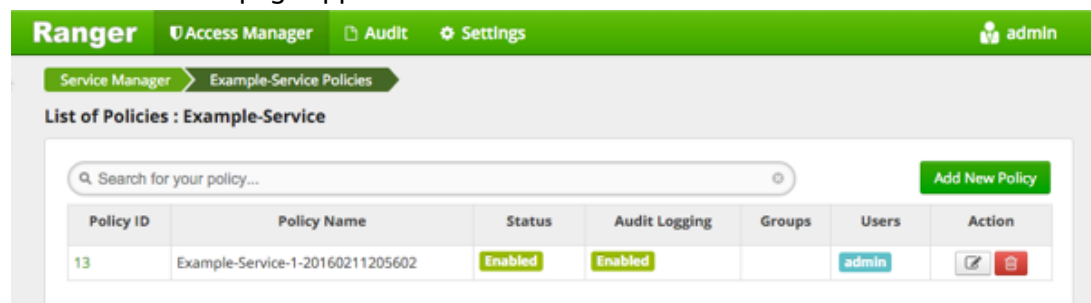 Ranger Access Manager Audit Settings admin
Service Manager Example-Service Policies
List of Policies : Example-Service
Search for your policy... Add New Policy
Policy ID Policy Name Status Audit Logging Groups Users Action
13 Example-Service-1-20160211205602 Enabled Enabled admin